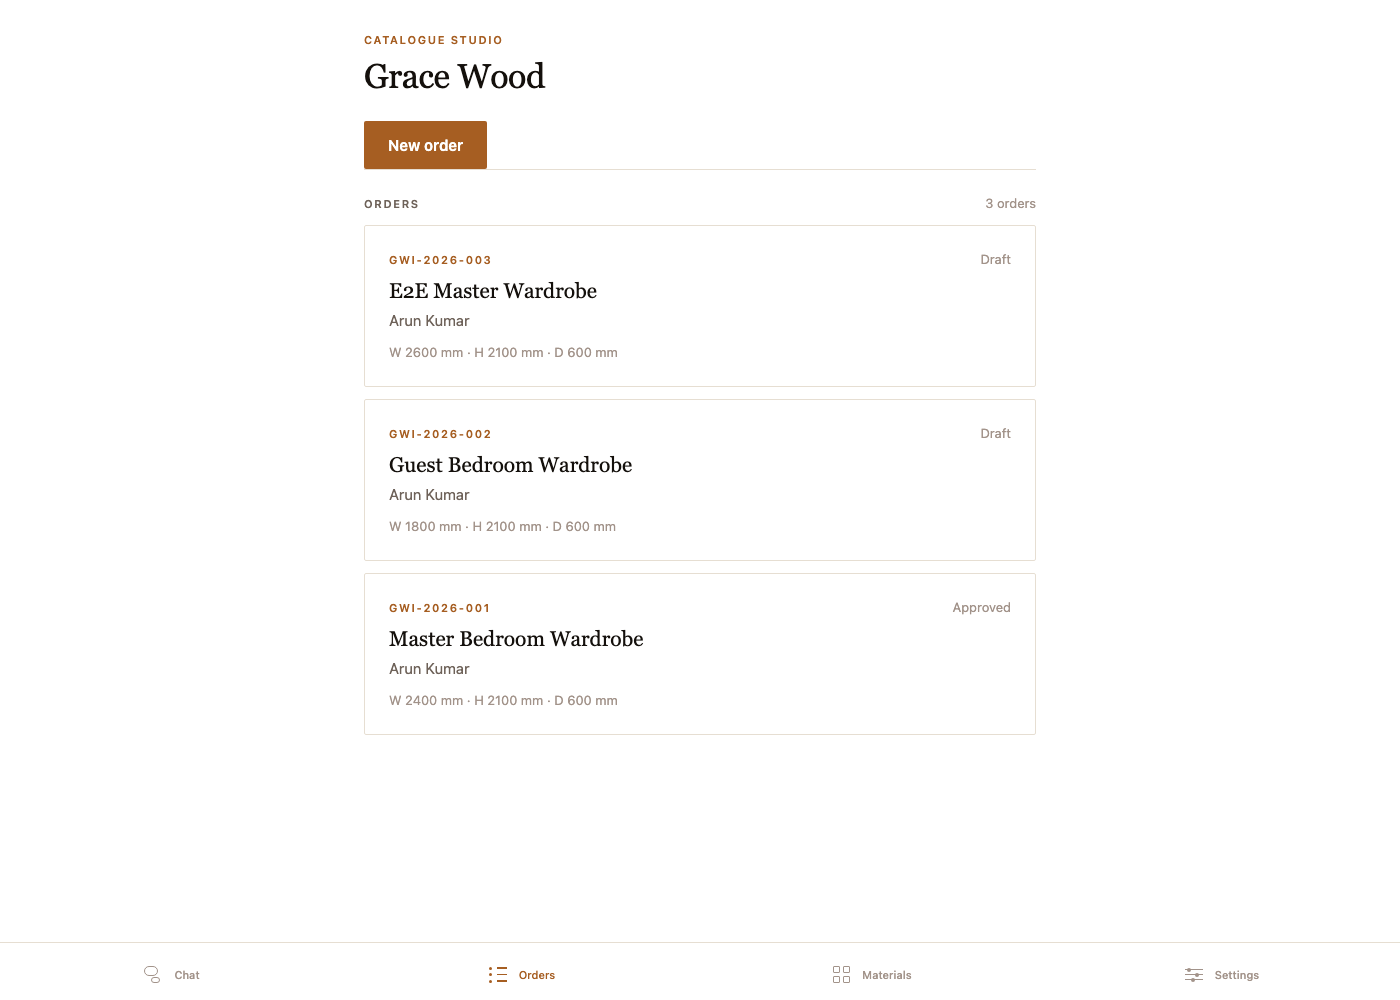 CATALOGUE STUDIO
Grace Wood
New order
ORDERS
3 orders
GWI-2026-003
Draft
E2E Master Wardrobe
Arun Kumar
W 2600 mm · H 2100 mm · D 600 mm
GWI-2026-002
Draft
Guest Bedroom Wardrobe
Arun Kumar
W 1800 mm · H 2100 mm · D 600 mm
GWI-2026-001
Approved
Master Bedroom Wardrobe
Arun Kumar
W 2400 mm · H 2100 mm · D 600 mm
Chat
Orders
Materials
Settings